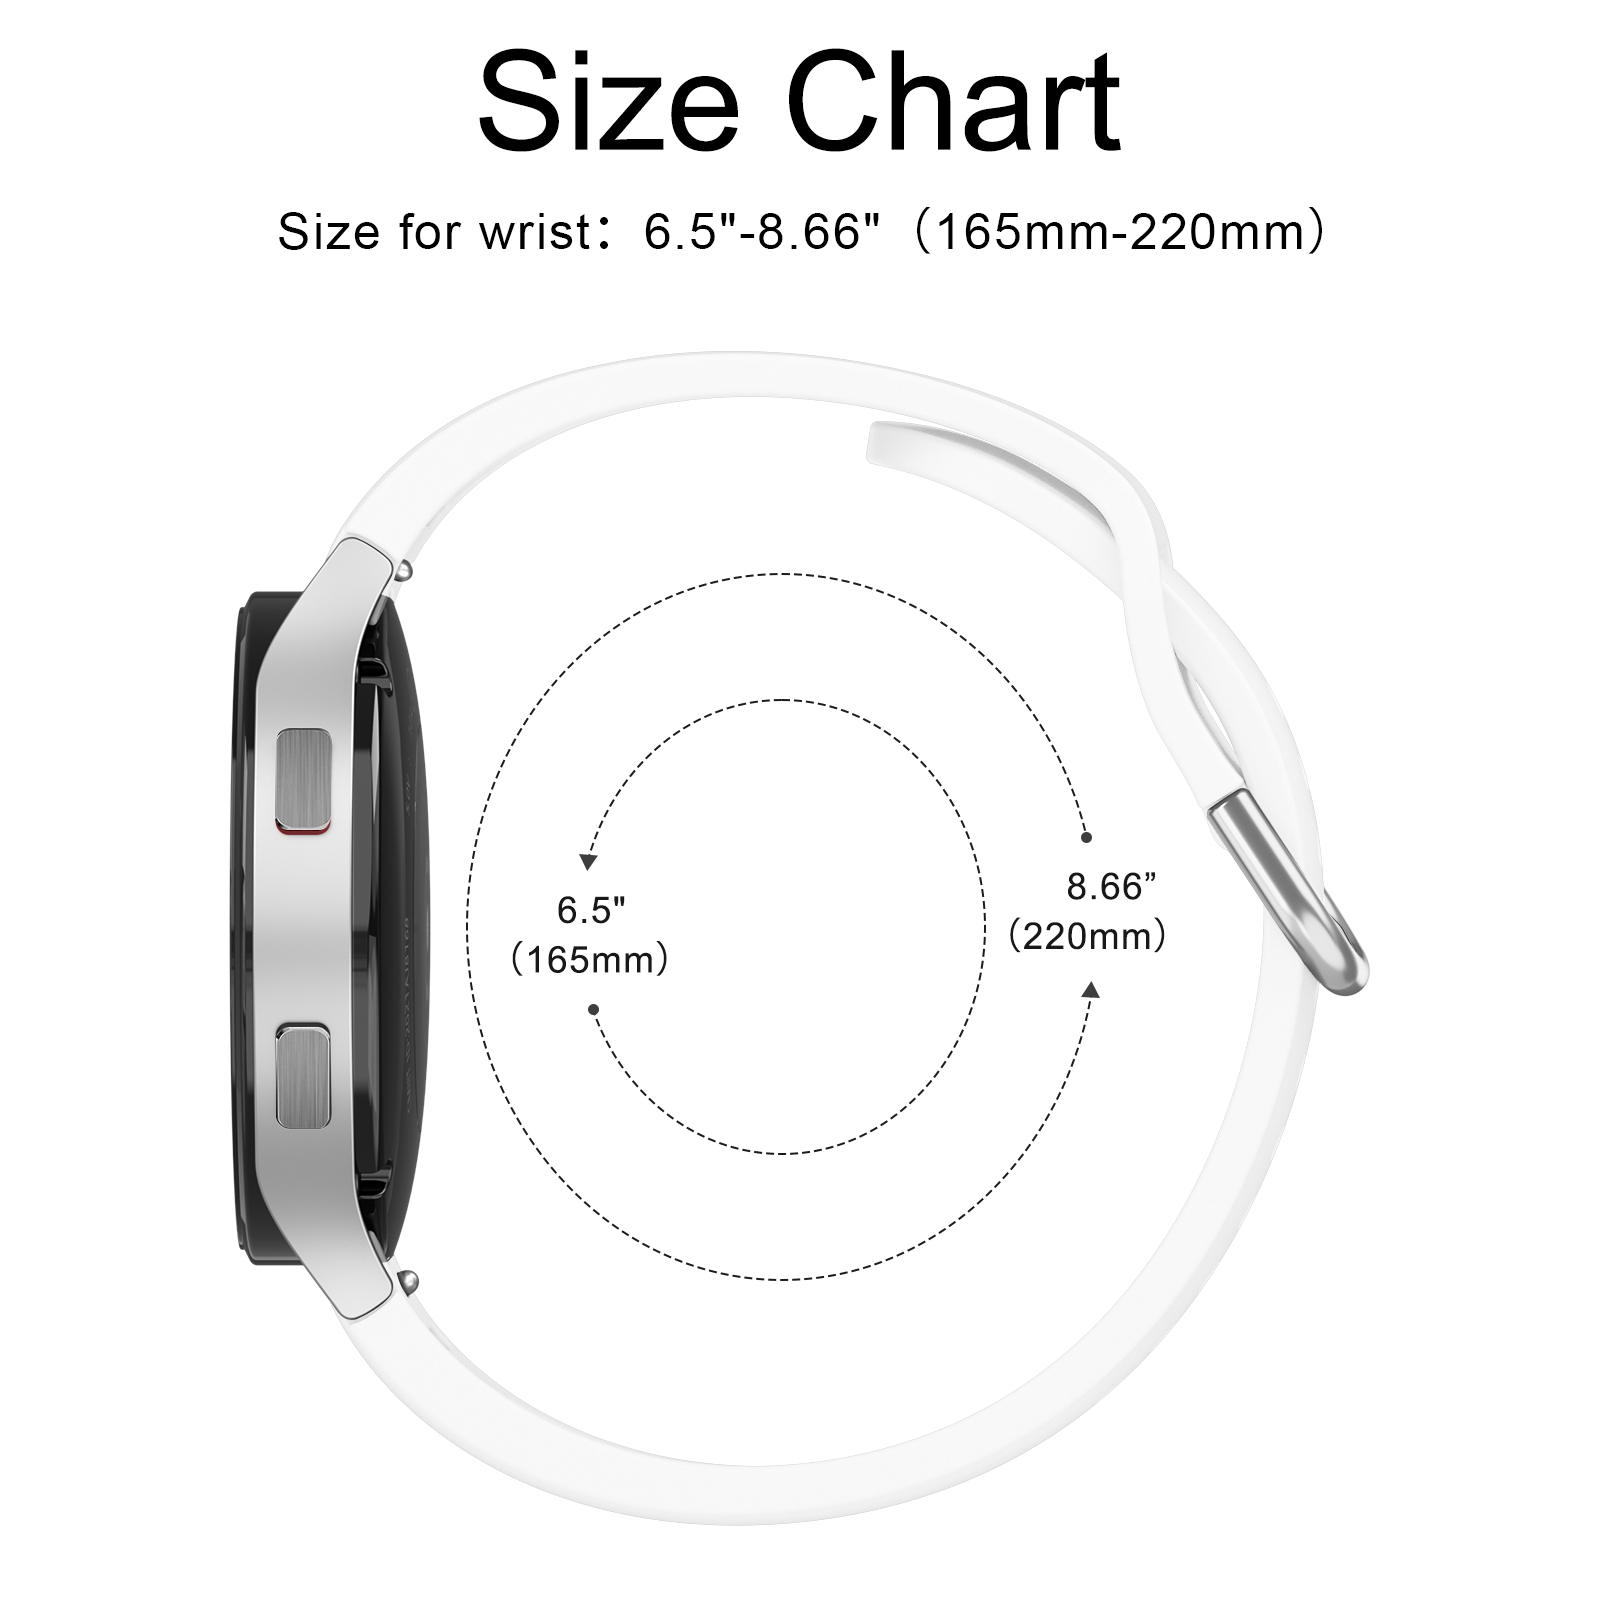 Size Chart
Size for wrist：6.5"-8.66"（165mm-220mm）
8.66”
（220mm）
6.5"
（165mm）